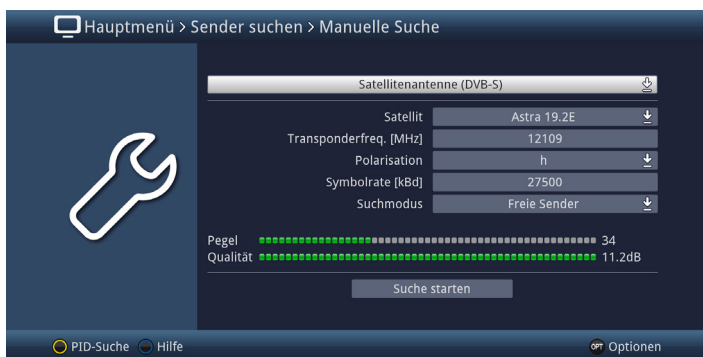 Hauptmenü > Sender suchen > Manuelle Suche
Satellitenantenne (DVB-S)
Satellit Astra 19.2E
Transponderfreq. [MHz] 12109
Polarisation h
Symbolrate [kBd] 27500
Suchmodus Freie Sender
Pegel 34
Qualität 11.2dB
Suche starten
PID-Suche Hilfe OPT Optionen